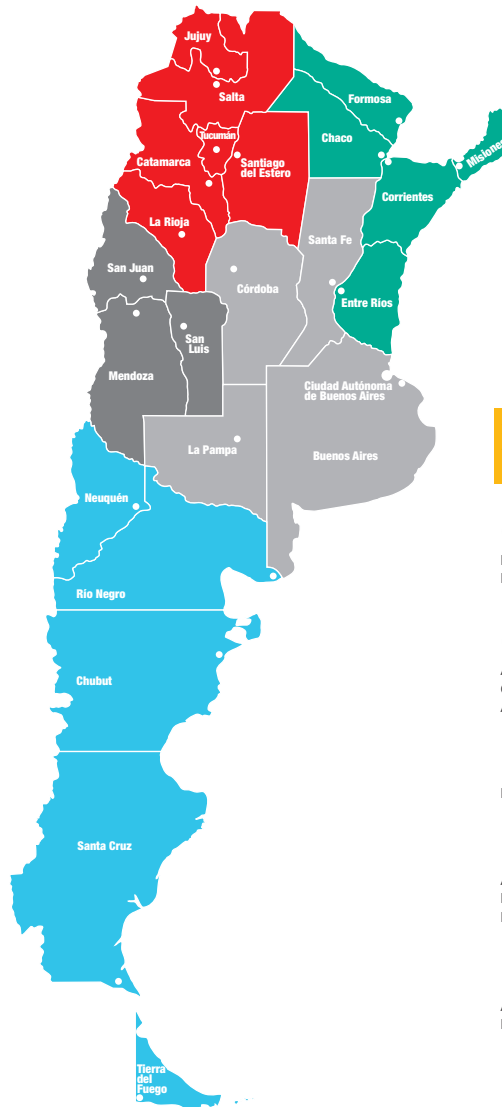 Jujuy
Salta
Formosa
Chaco
Tucumán
Misiones
Catamarca
Santiago
del Estero
Corrientes
La Rioja
Santa Fe
San Juan
Córdoba
Entre Ríos
San
Luis
Mendoza
Ciudad Autónoma
de Buenos Aires
La Pampa
Buenos Aires
Neuquén
Río Negro
Chubut
Santa Cruz
Tierra
del
Fuego